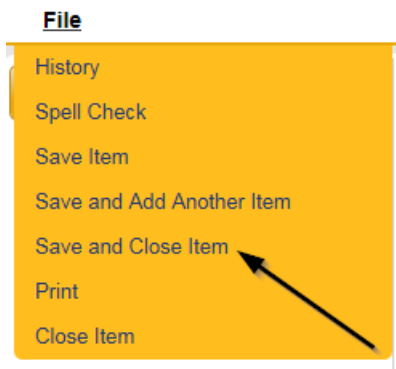 File
History
Spell Check
Save Item
Save and Add Another Item
Save and Close Item
Print
Close Item